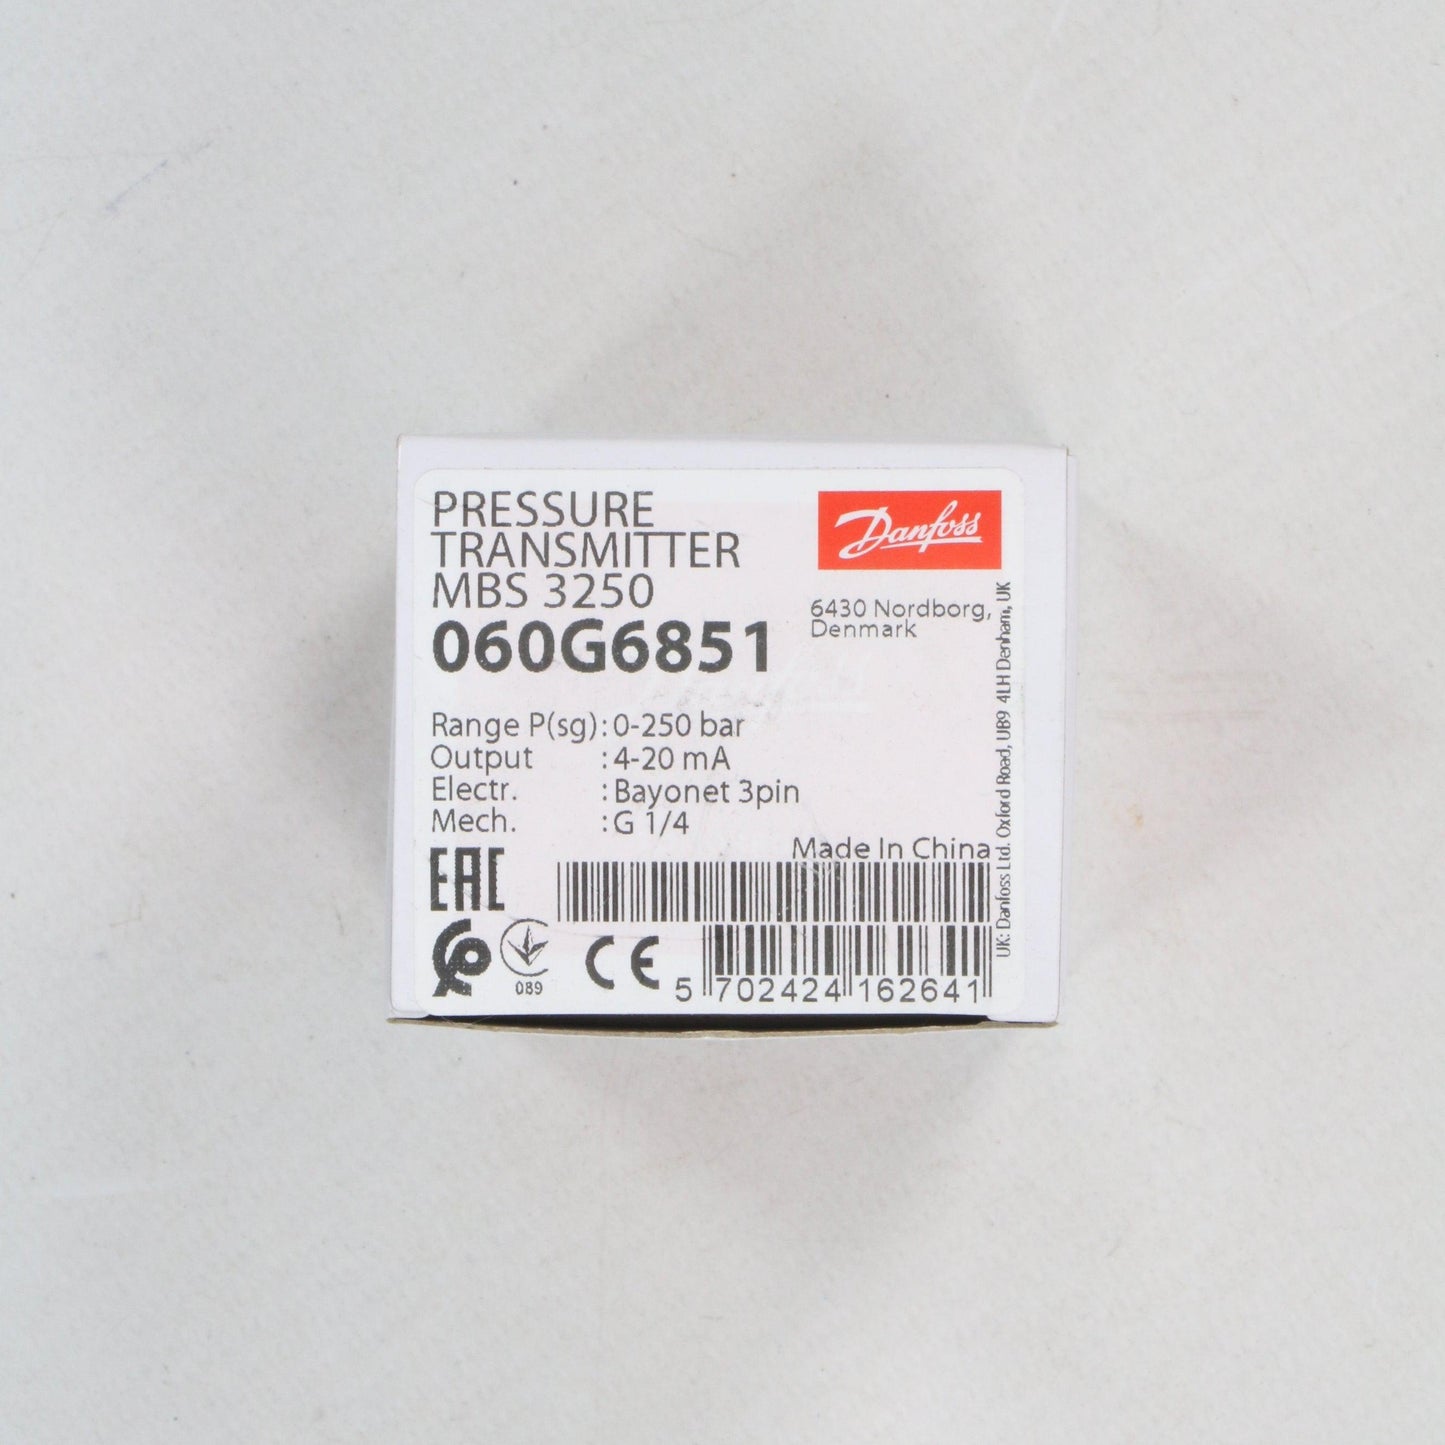 PRESSURE
TRANSMITTER
MBS 3250
060G6851
Danfoss
6430 Nordborg,
Denmark
Range P(sg): 0-250 bar
Output : 4-20 mA
Electr. : Bayonet 3pin
Mech. : G 1/4
Made In China
EAC
089
CE
5 702424 162641
UK: Danfoss Ltd. Oxford Road, UB9 4LH Denham, UK